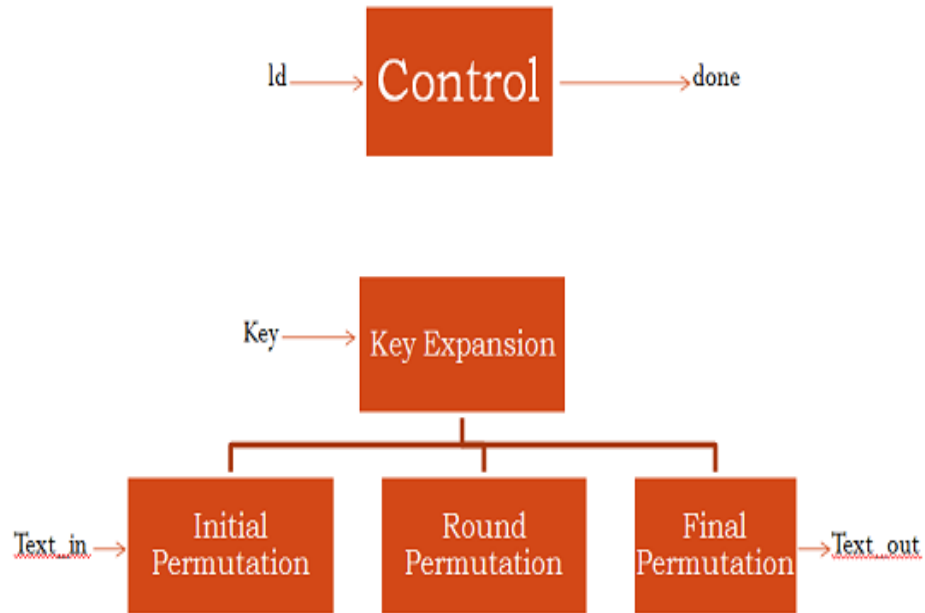 ld
Control
done
Key
Key Expansion
Text_in
Initial
Permutation
Round
Permutation
Final
Permutation
Text_out